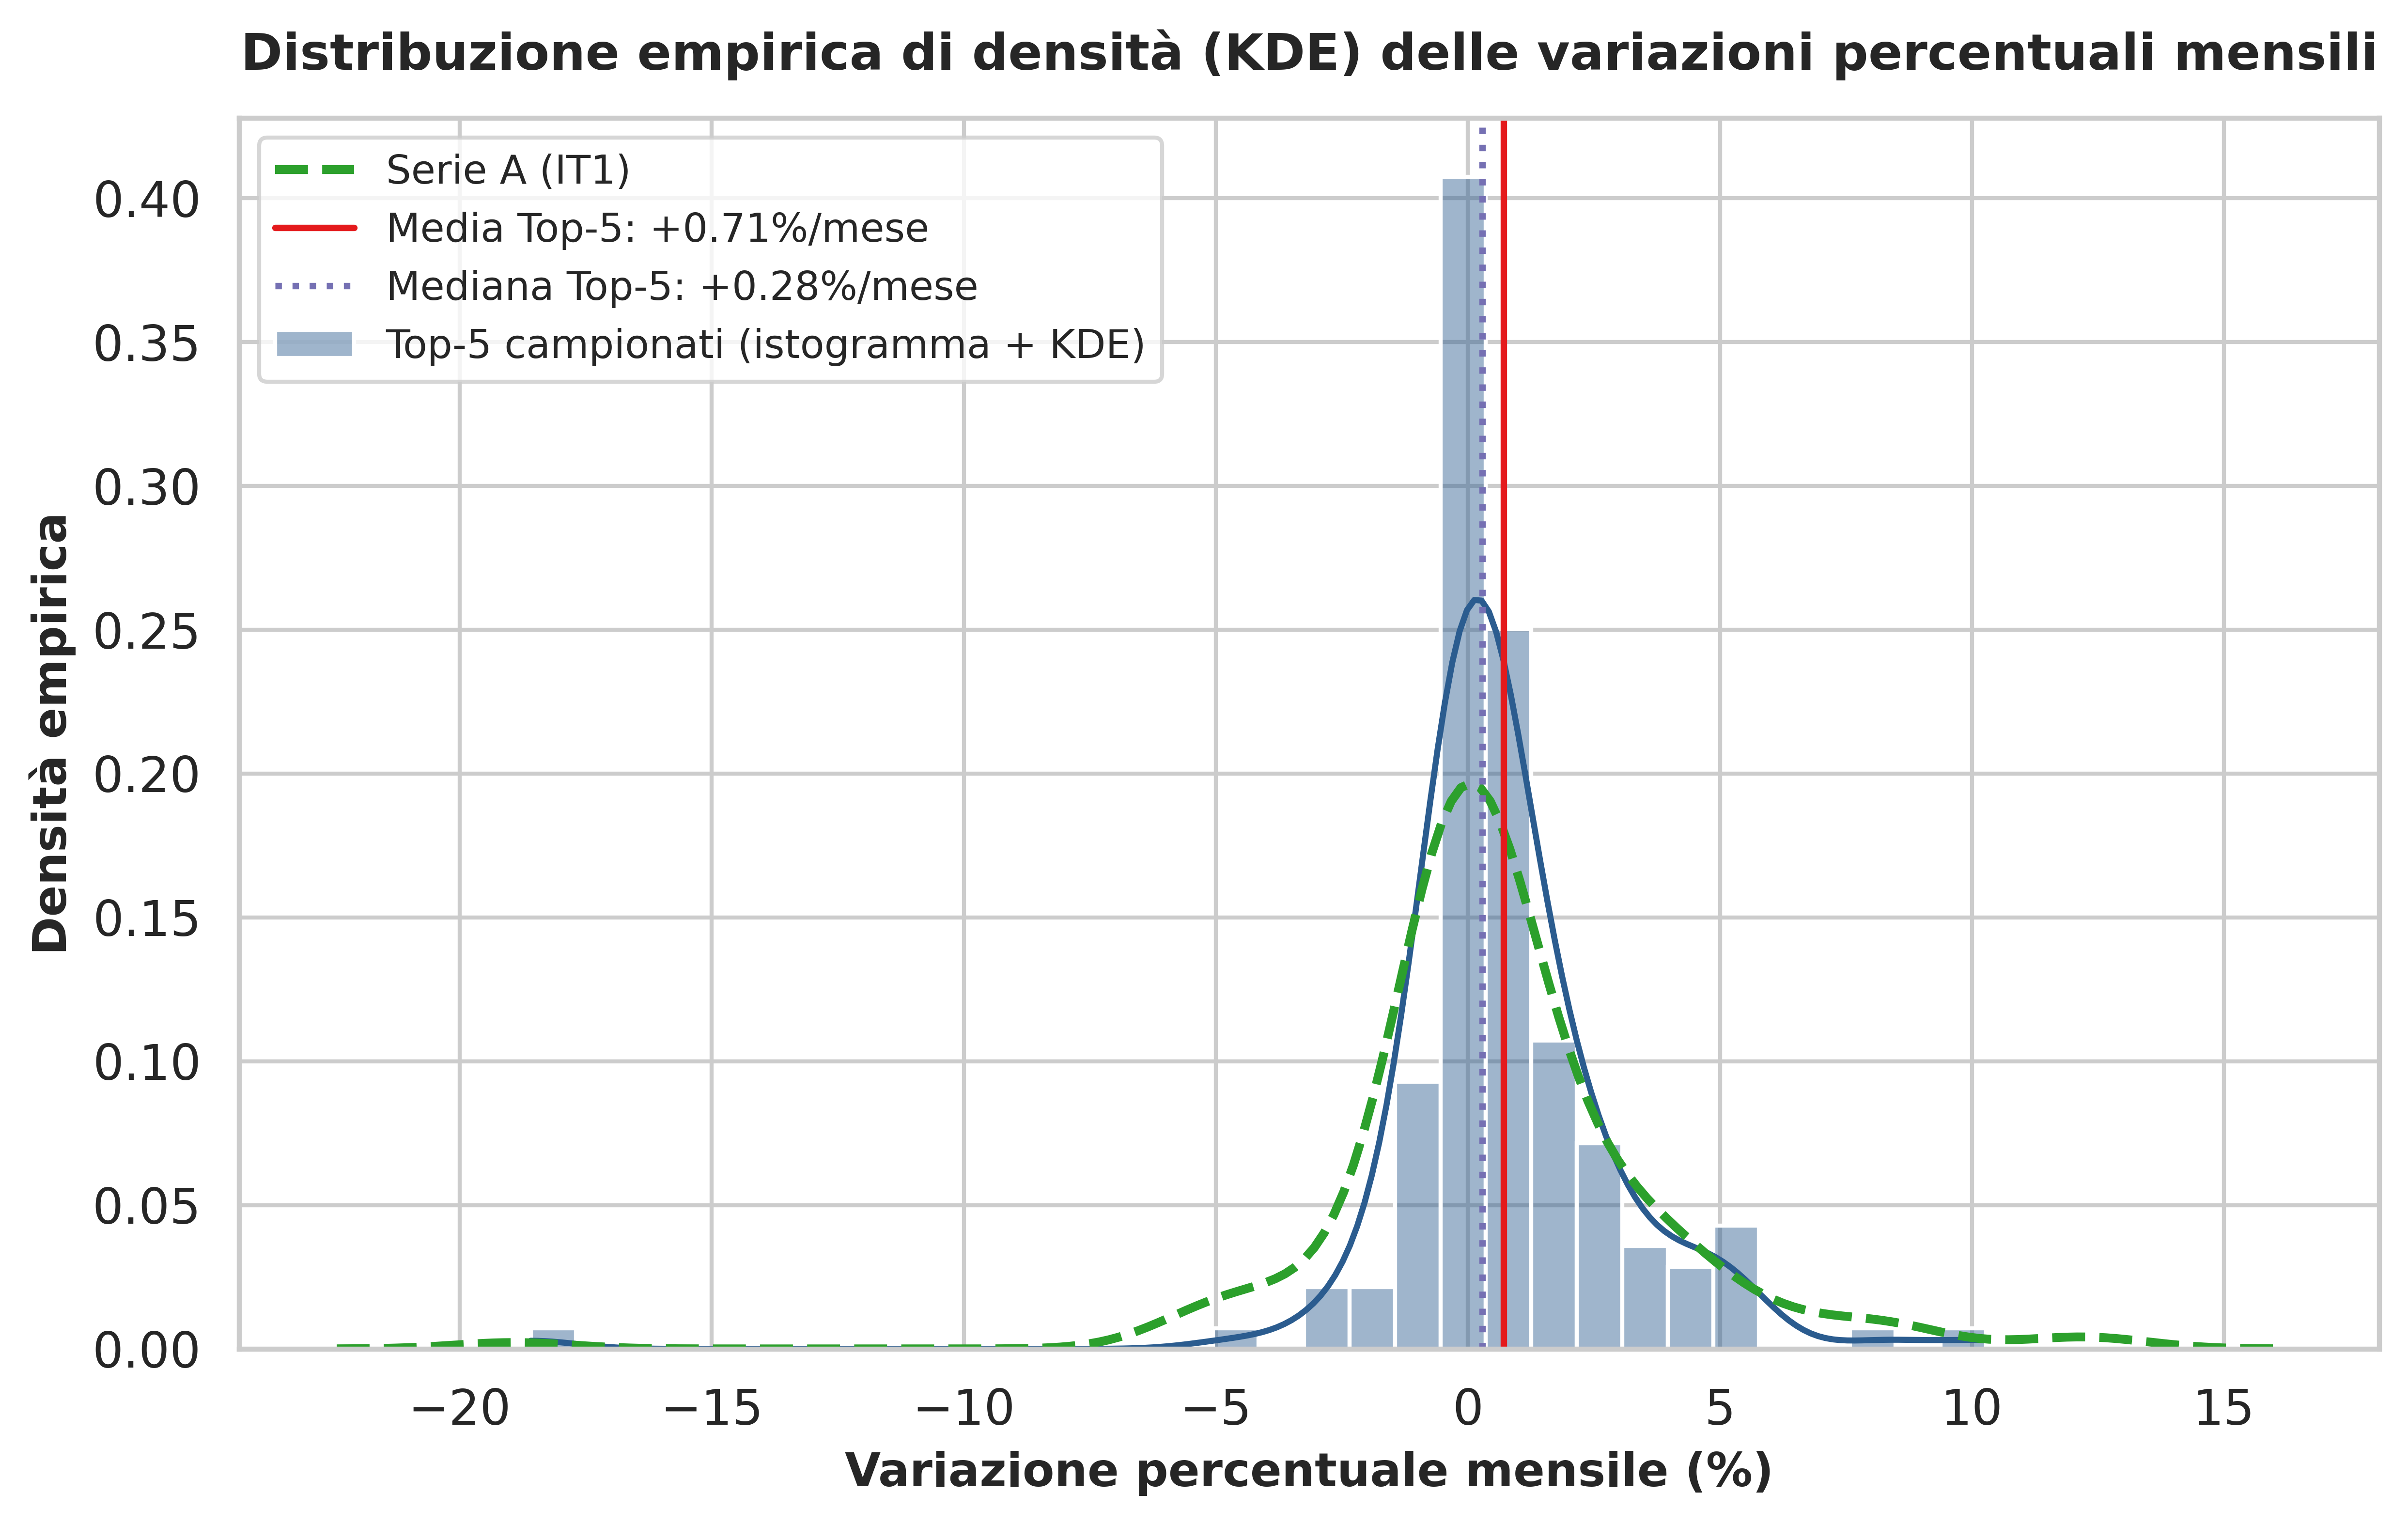 Distribuzione empirica di densità (KDE) delle variazioni percentuali mensili
Serie A (IT1)
Media Top-5: +0.71%/mese
Mediana Top-5: +0.28%/mese
Top-5 campionati (istogramma + KDE)
Densità empirica
0.40
0.35
0.30
0.25
0.20
0.15
0.10
0.05
0.00
−20 −15 −10 −5 0 5 10 15
Variazione percentuale mensile (%)